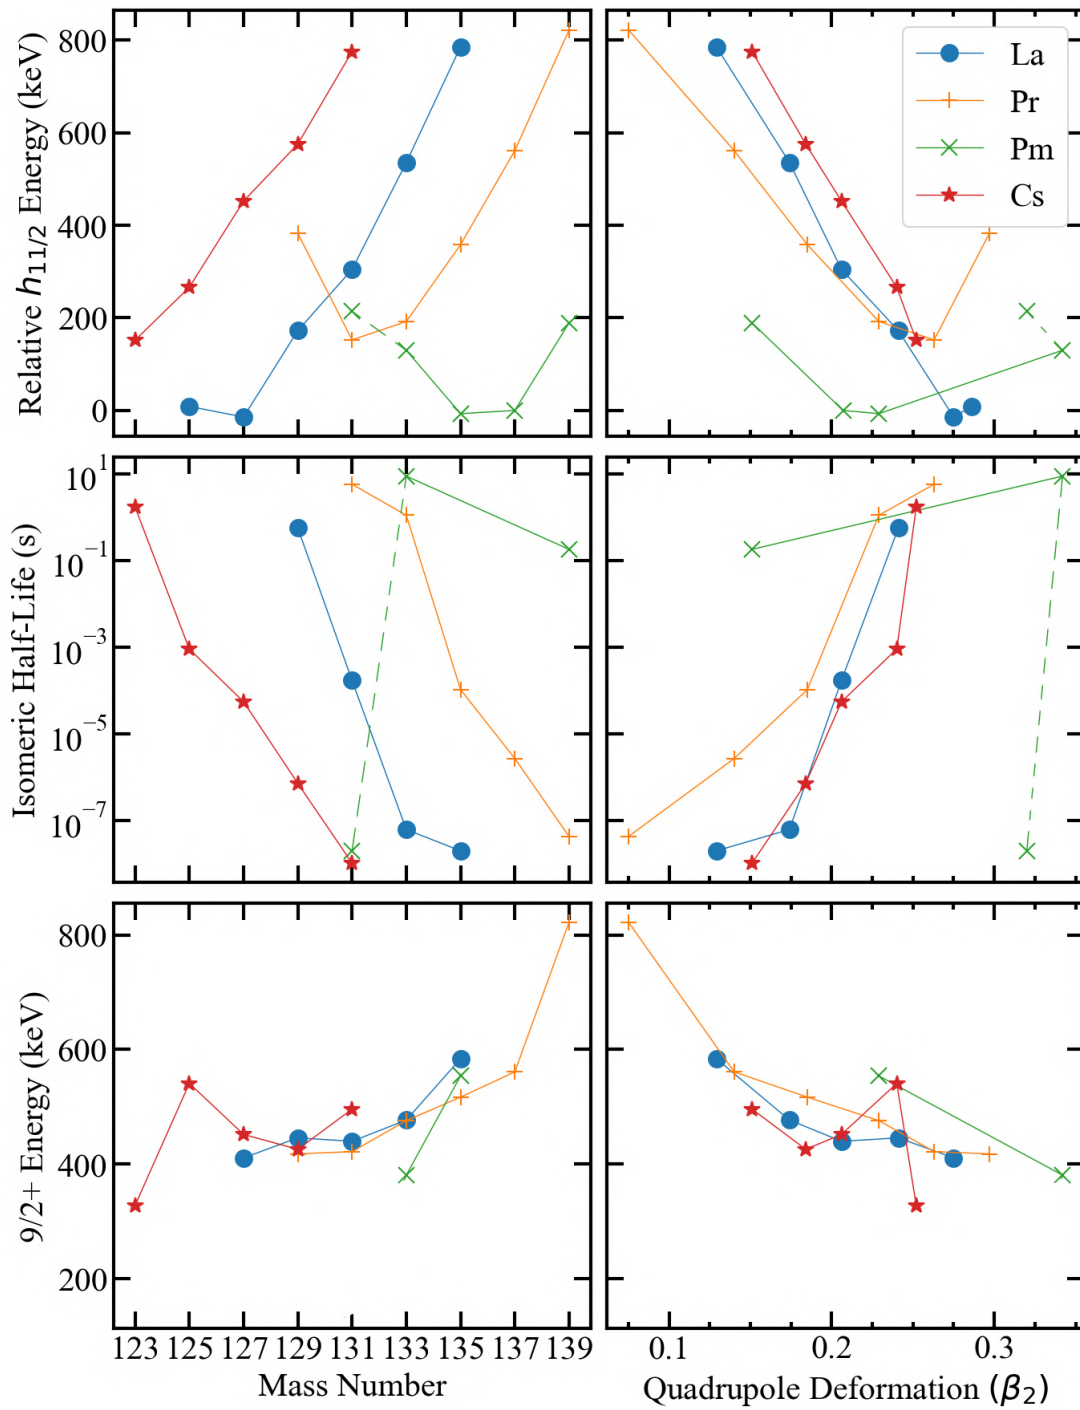 Relative h₁₁/₂ Energy (keV)
800
600
400
200
0
La
Pr
Pm
Cs
Isomeric Half-Life (s)
10¹
10⁻¹
10⁻³
10⁻⁵
10⁻⁷
9/2+ Energy (keV)
800
600
400
200
123 125 127 129 131 133 135 137 139
Mass Number
0.1 0.2 0.3
Quadrupole Deformation (β₂)